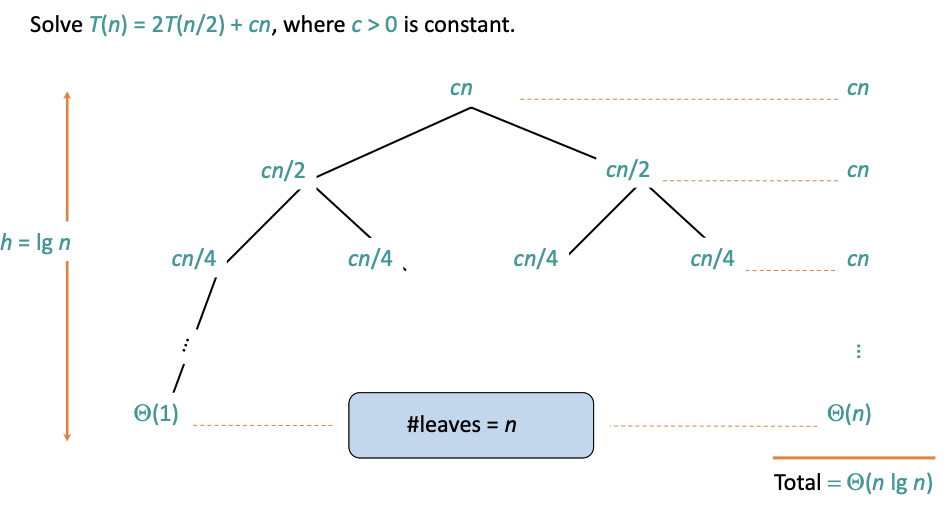 Solve T(n) = 2T(n/2) + cn, where c > 0 is constant.
cn cn
cn/2 cn/2 cn
h = lg n
cn/4 cn/4 cn/4 cn/4 cn
⋯ ⋮
Θ(1) #leaves = n Θ(n)
Total = Θ(n lg n)